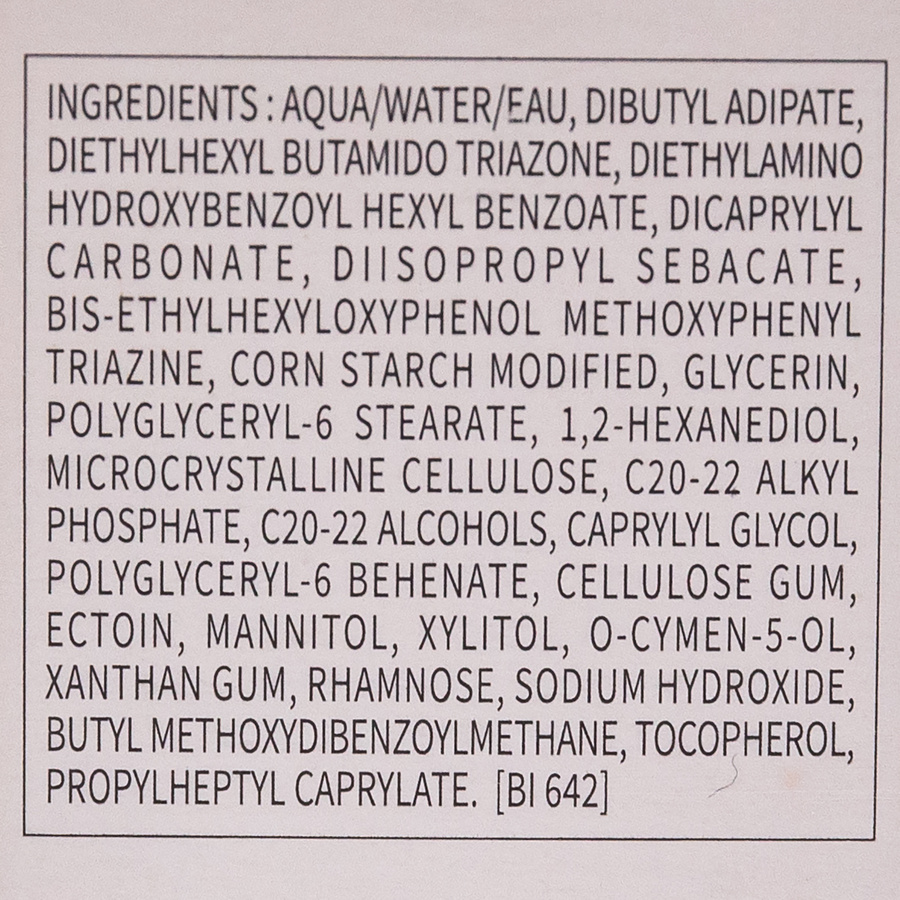 INGREDIENTS : AQUA/WATER/EAU, DIBUTYL ADIPATE,
DIETHYLHEXYL BUTAMIDO TRIAZONE, DIETHYLAMINO
HYDROXYBENZOYL HEXYL BENZOATE, DICAPRYLYL
CARBONATE, DIISOPROPYL SEBACATE,
BIS-ETHYLHEXYLOXYPHENOL METHOXYPHENYL
TRIAZINE, CORN STARCH MODIFIED, GLYCERIN,
POLYGLYCERYL-6 STEARATE, 1,2-HEXANEDIOL,
MICROCRYSTALLINE CELLULOSE, C20-22 ALKYL
PHOSPHATE, C20-22 ALCOHOLS, CAPRYLYL GLYCOL,
POLYGLYCERYL-6 BEHENATE, CELLULOSE GUM,
ECTOIN, MANNITOL, XYLITOL, O-CYMEN-5-OL,
XANTHAN GUM, RHAMNOSE, SODIUM HYDROXIDE,
BUTYL METHOXYDIBENZOYLMETHANE, TOCOPHEROL,
PROPYLHEPTYL CAPRYLATE. [BI 642]